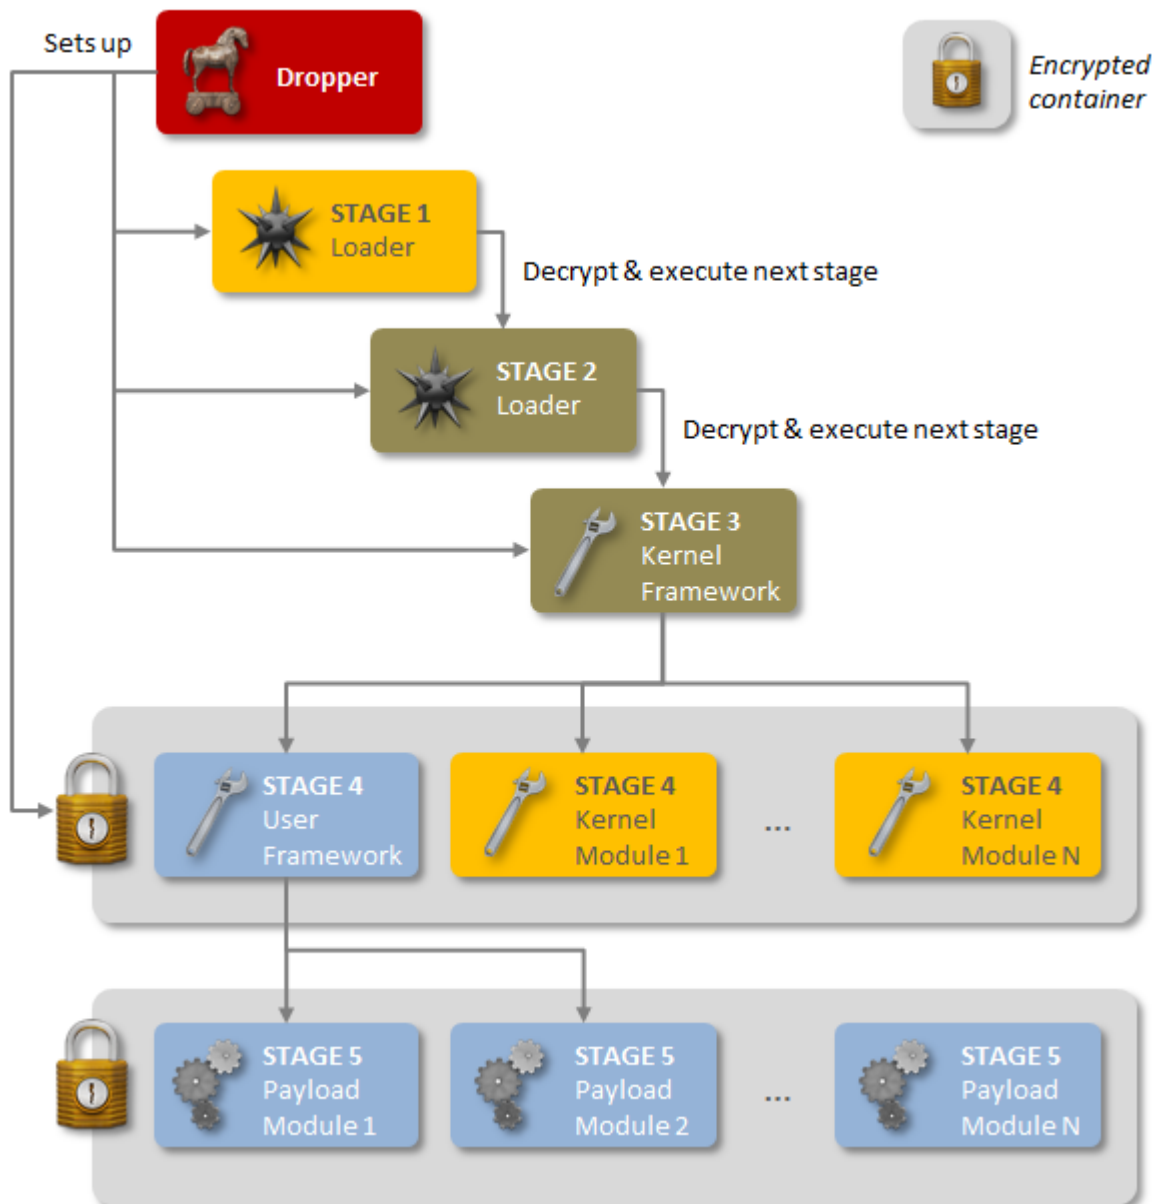 Sets up
Dropper
Encrypted
container
STAGE 1
Loader
Decrypt & execute next stage
STAGE 2
Loader
Decrypt & execute next stage
STAGE 3
Kernel
Framework
STAGE 4
User
Framework
STAGE 4
Kernel
Module 1
...
STAGE 4
Kernel
Module N
STAGE 5
Payload
Module 1
STAGE 5
Payload
Module 2
...
STAGE 5
Payload
Module N